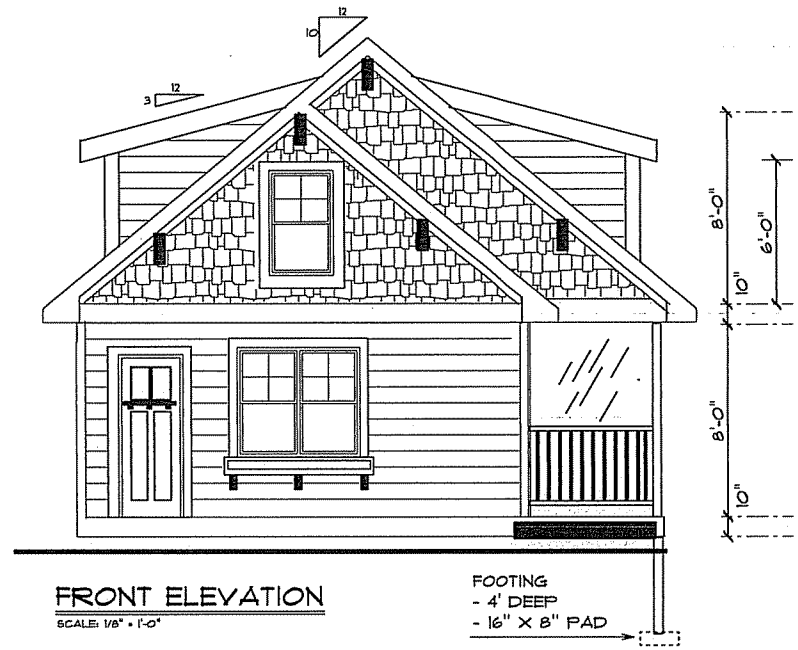 12
10
12
3
8'-0"
6'-0"
10"
8'-0"
10"
FRONT ELEVATION
SCALE: 1/8" = 1'-0"
FOOTING
- 4' DEEP
- 16" X 8" PAD